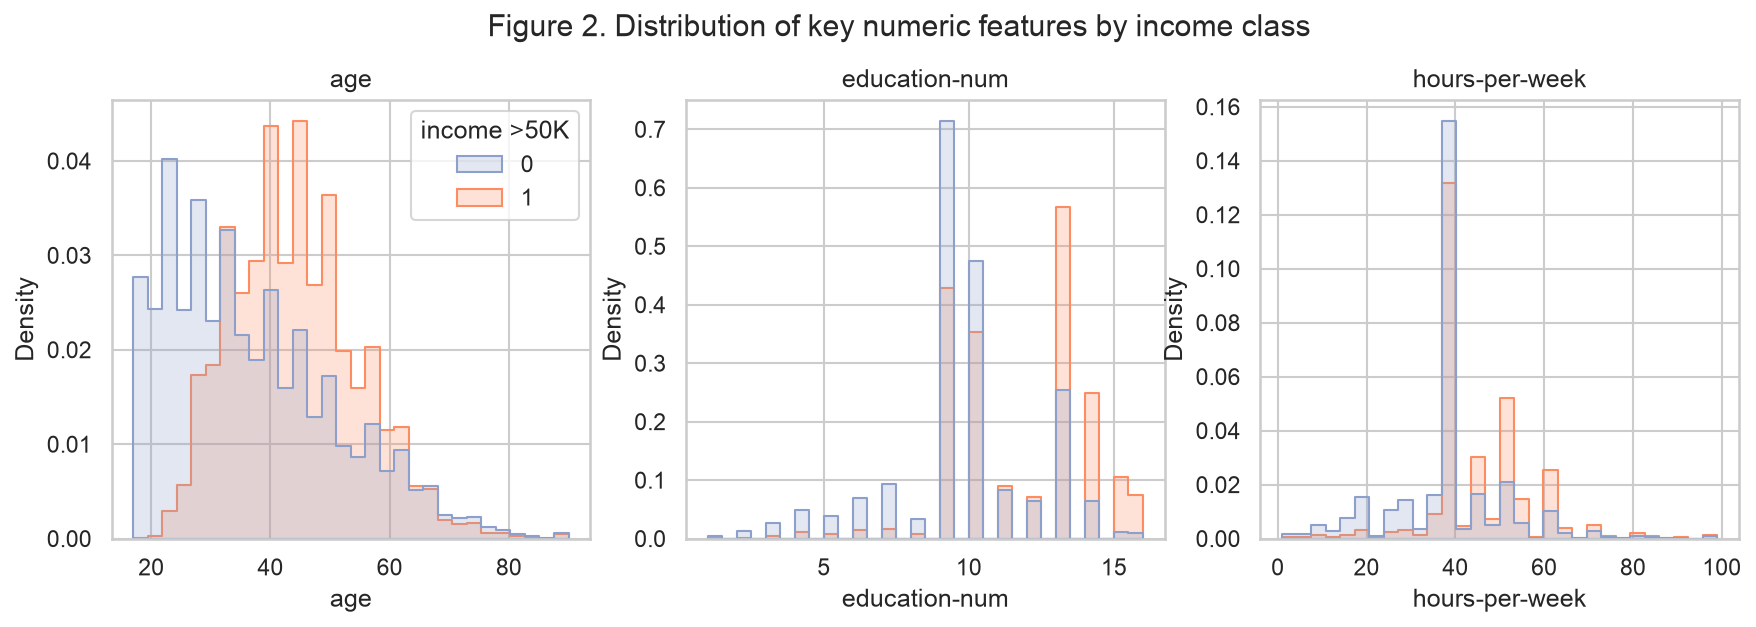 Figure 2. Distribution of key numeric features by income class
age
income >50K
0
1
0.04
0.03
0.02
0.01
0.00
Density
20 40 60 80
age
education-num
0.7
0.6
0.5
0.4
0.3
0.2
0.1
0.0
Density
5 10 15
education-num
hours-per-week
0.16
0.14
0.12
0.10
0.08
0.06
0.04
0.02
0.00
Density
0 20 40 60 80 100
hours-per-week